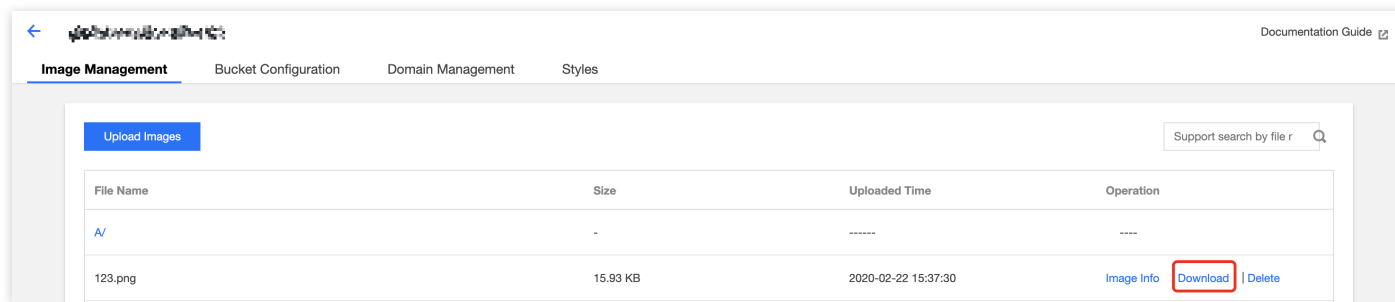 Documentation Guide
Image Management Bucket Configuration Domain Management Styles
Upload Images Support search by file r
File Name Size Uploaded Time Operation
A/ - ------ ----
123.png 15.93 KB 2020-02-22 15:37:30 Image Info Download | Delete